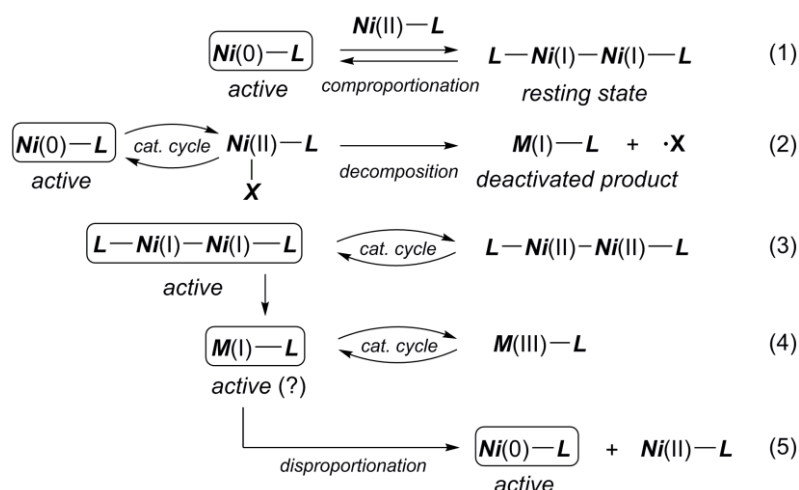 Ni(II)—L
Ni(0)—L L—Ni(I)—Ni(I)—L (1)
active comproportionation resting state
Ni(0)—L cat. cycle Ni(II)—L M(I)—L + ·X (2)
active X decomposition deactivated product
L—Ni(I)—Ni(I)—L cat. cycle L—Ni(II)—Ni(II)—L (3)
active
M(I)—L cat. cycle M(III)—L (4)
active (?)
Ni(0)—L + Ni(II)—L (5)
disproportionation active